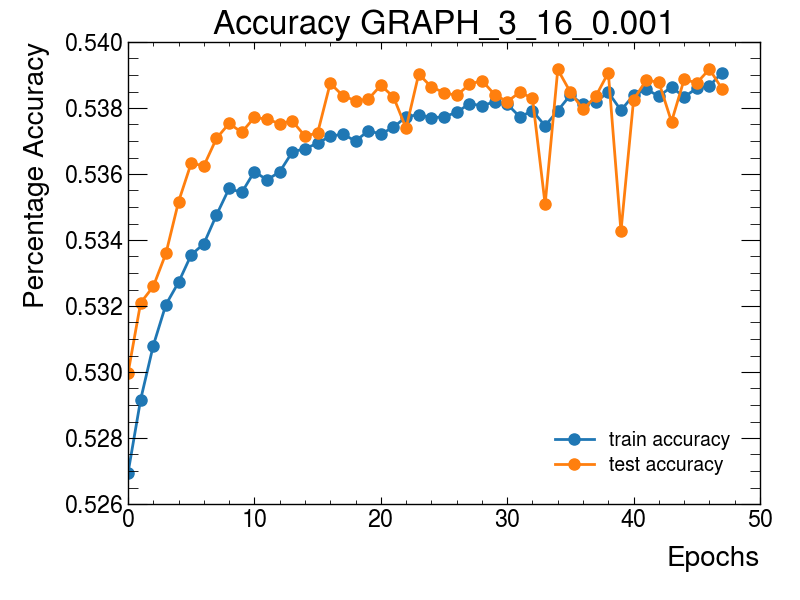 Accuracy GRAPH_3_16_0.001
Percentage Accuracy
0.540
0.538
0.536
0.534
0.532
0.530
0.528
0.526
train accuracy
test accuracy
0 10 20 30 40 50
Epochs